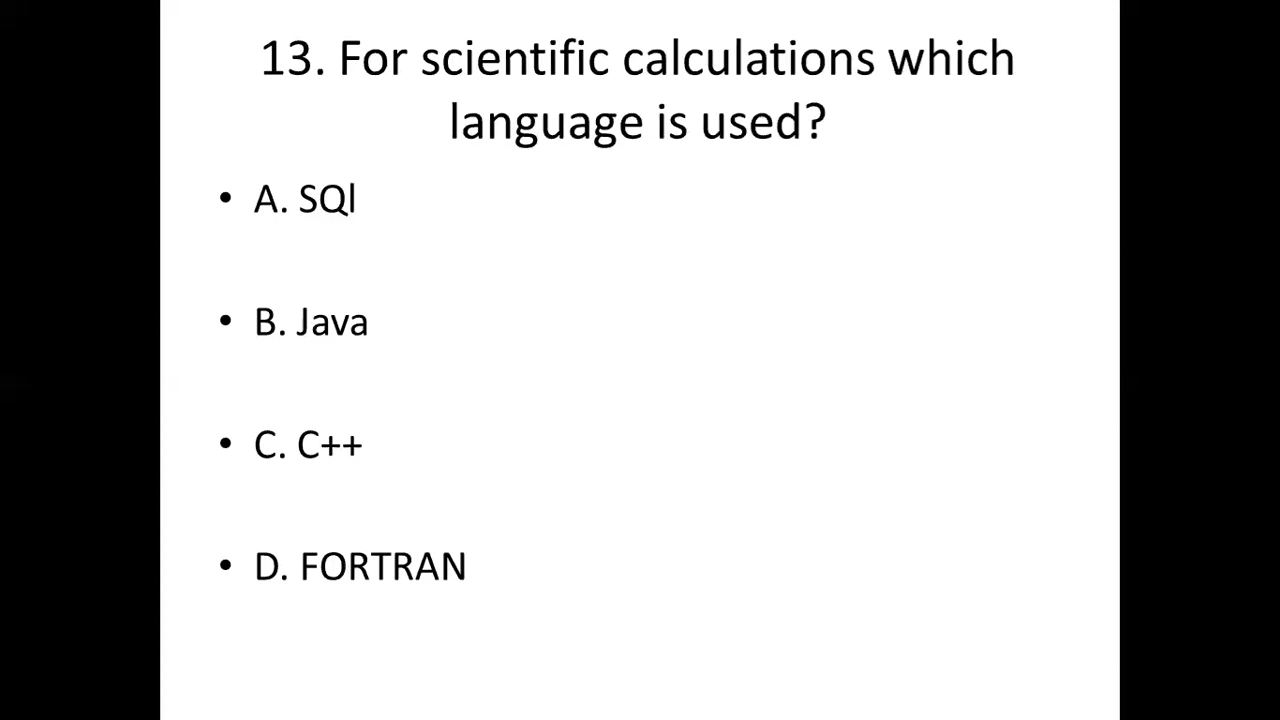 13. For scientific calculations which
language is used?
• A. SQl
• B. Java
• C. C++
• D. FORTRAN